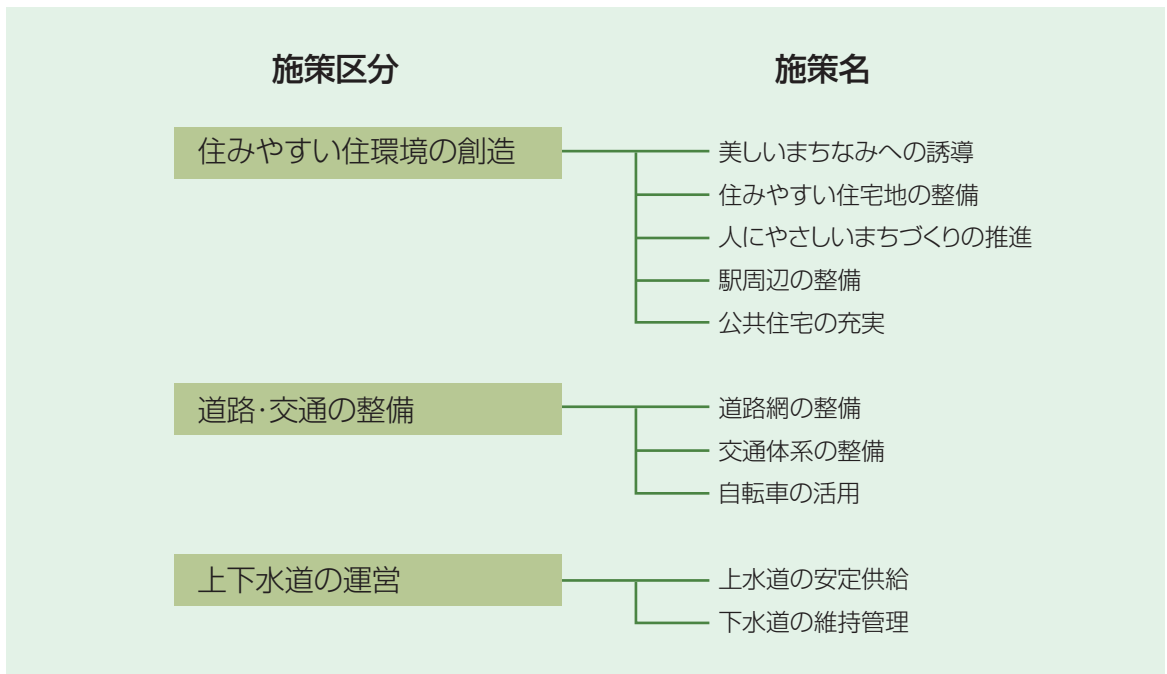 施策区分
施策名
住みやすい住環境の創造
美しいまちなみへの誘導
住みやすい住宅地の整備
人にやさしいまちづくりの推進
駅周辺の整備
公共住宅の充実
道路・交通の整備
道路網の整備
交通体系の整備
自転車の活用
上下水道の運営
上水道の安定供給
下水道の維持管理